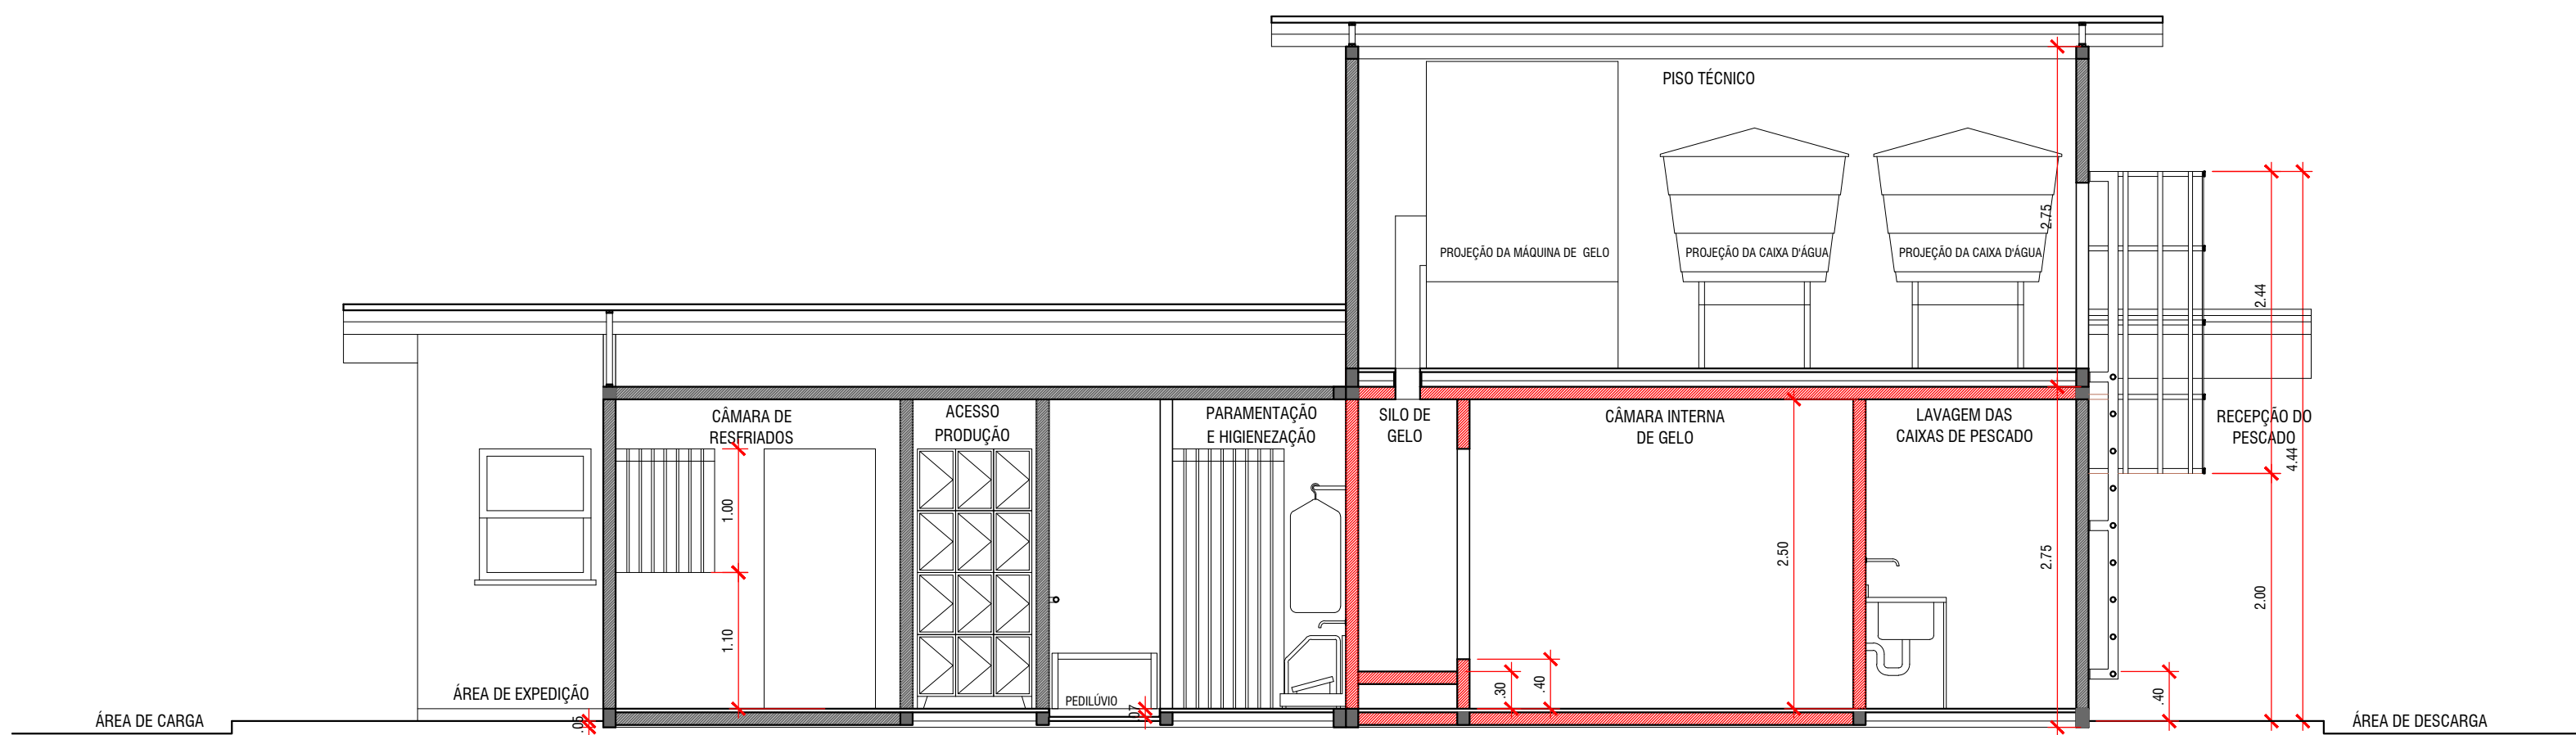 PISO TÉCNICO
2.75
PROJEÇÃO DA MÁQUINA DE GELO
PROJEÇÃO DA CAIXA D'ÁGUA
PROJEÇÃO DA CAIXA D'ÁGUA
2.44
4.44
CÂMARA DE
RESFRIADOS
ACESSO
PRODUÇÃO
PARAMENTAÇÃO
E HIGIENEZAÇÃO
SILO DE
GELO
CÂMARA INTERNA
DE GELO
LAVAGEM DAS
CAIXAS DE PESCADO
RECEPÇÃO DO
PESCADO
1.00
1.10
2.50
2.75
2.00
.30
.40
.40
ÁREA DE EXPEDIÇÃO
PEDILÚVIO
.07
.05
ÁREA DE CARGA
ÁREA DE DESCARGA